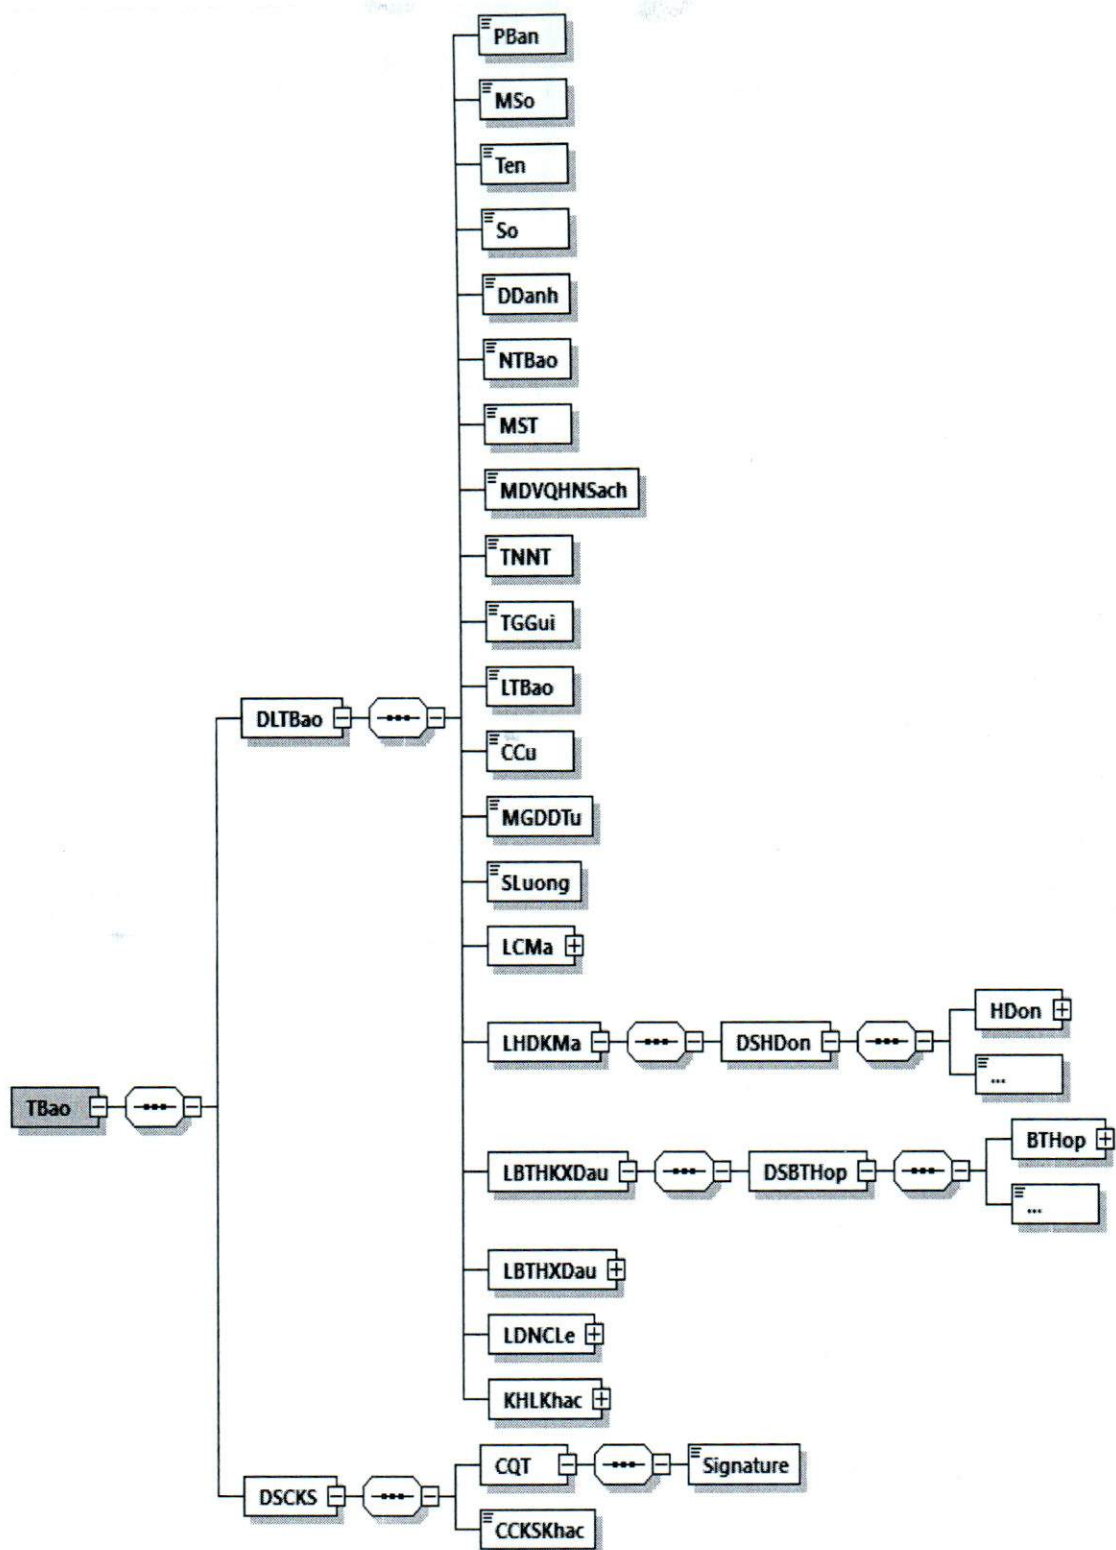 PBan
MSo
Ten
So
DDanh
NTBao
MST
MDVQHNSach
TNNT
TGGui
LTBao
DLTBao
CCu
MGDDTu
SLuong
LCMa
LHDKMa
DSHDon
HDon
...
TBao
LBTHKXDau
DSBTHop
BTHop
...
LBTHXDau
LDNCLe
KHLKhac
DSCKS
CQT
Signature
CCKSKhac